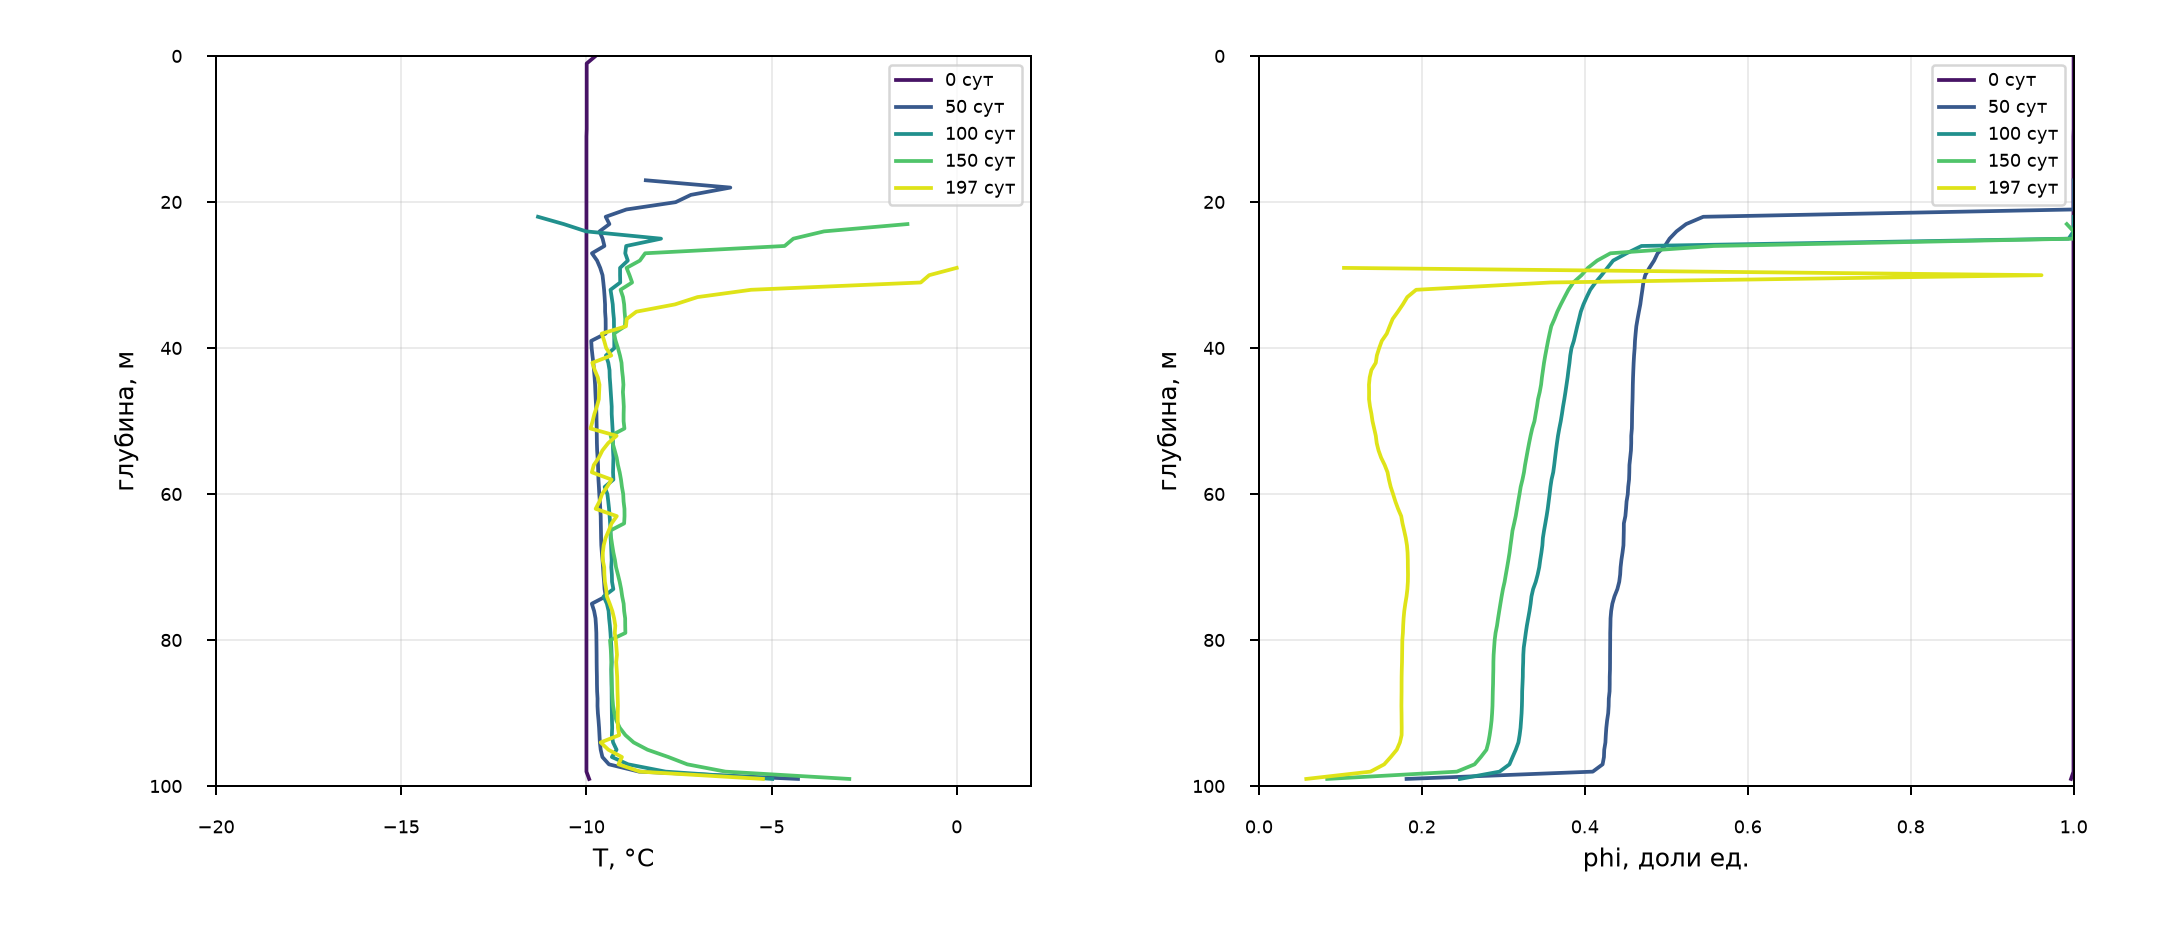 0
20
40
60
80
100
глубина, м
−20
−15
−10
−5
0
T, °C
0 сут
50 сут
100 сут
150 сут
197 сут
0
20
40
60
80
100
глубина, м
0.0
0.2
0.4
0.6
0.8
1.0
phi, доли ед.
0 сут
50 сут
100 сут
150 сут
197 сут